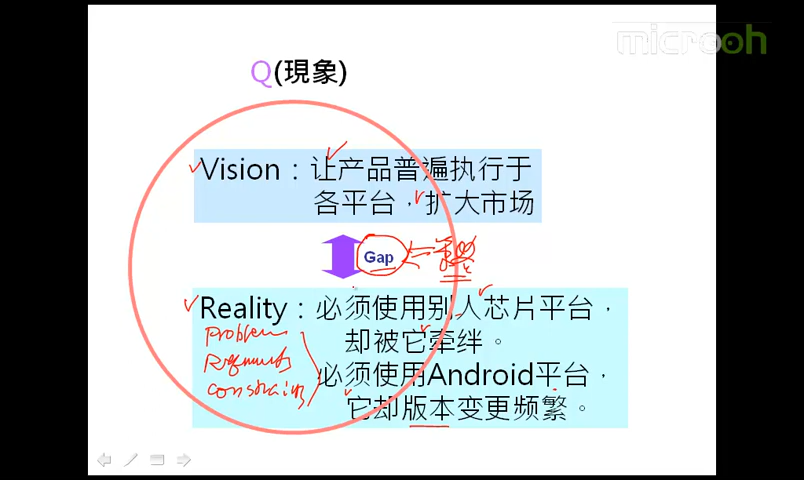 microoh
Q(現象)
Vision：让产品普遍执行于
各平台，扩大市场
Gap
Reality：必须使用别人芯片平台，
却被它牵绊。
必须使用Android平台，
它却版本变更频繁。
Problem
constraints